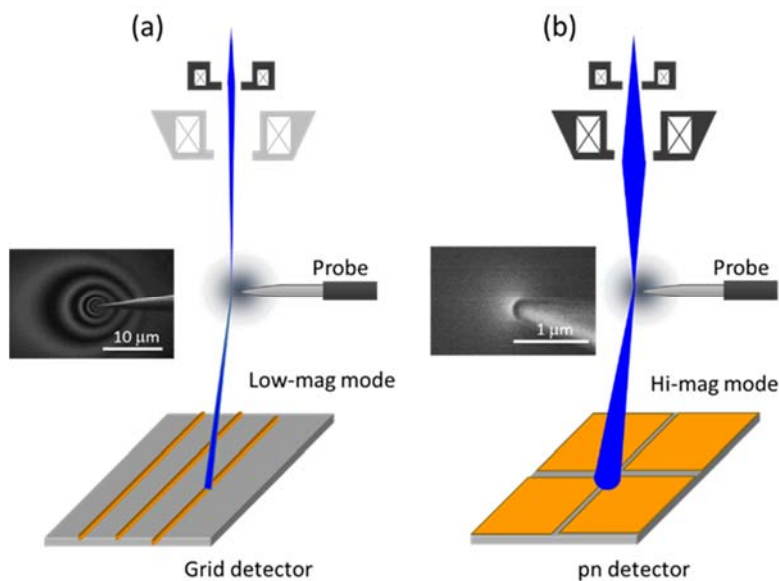 (a)
(b)
Probe
Probe
10 μm
1 μm
Low-mag mode
Hi-mag mode
Grid detector
pn detector